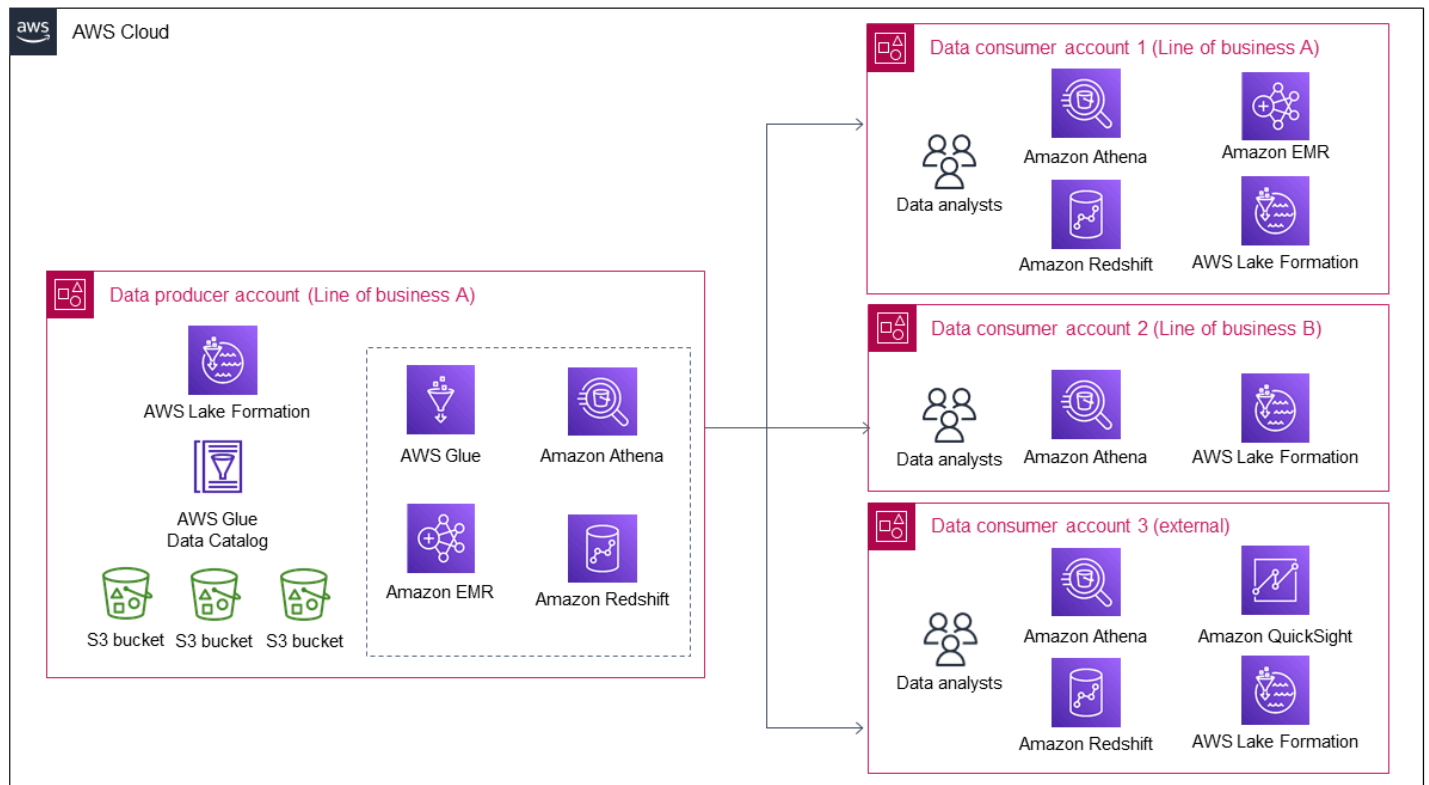 aws
AWS Cloud
Data producer account (Line of business A)
AWS Lake Formation
AWS Glue
Data Catalog
S3 bucket
S3 bucket
S3 bucket
AWS Glue
Amazon Athena
Amazon EMR
Amazon Redshift
Data consumer account 1 (Line of business A)
Data analysts
Amazon Athena
Amazon EMR
Amazon Redshift
AWS Lake Formation
Data consumer account 2 (Line of business B)
Data analysts
Amazon Athena
AWS Lake Formation
Data consumer account 3 (external)
Data analysts
Amazon Athena
Amazon QuickSight
Amazon Redshift
AWS Lake Formation